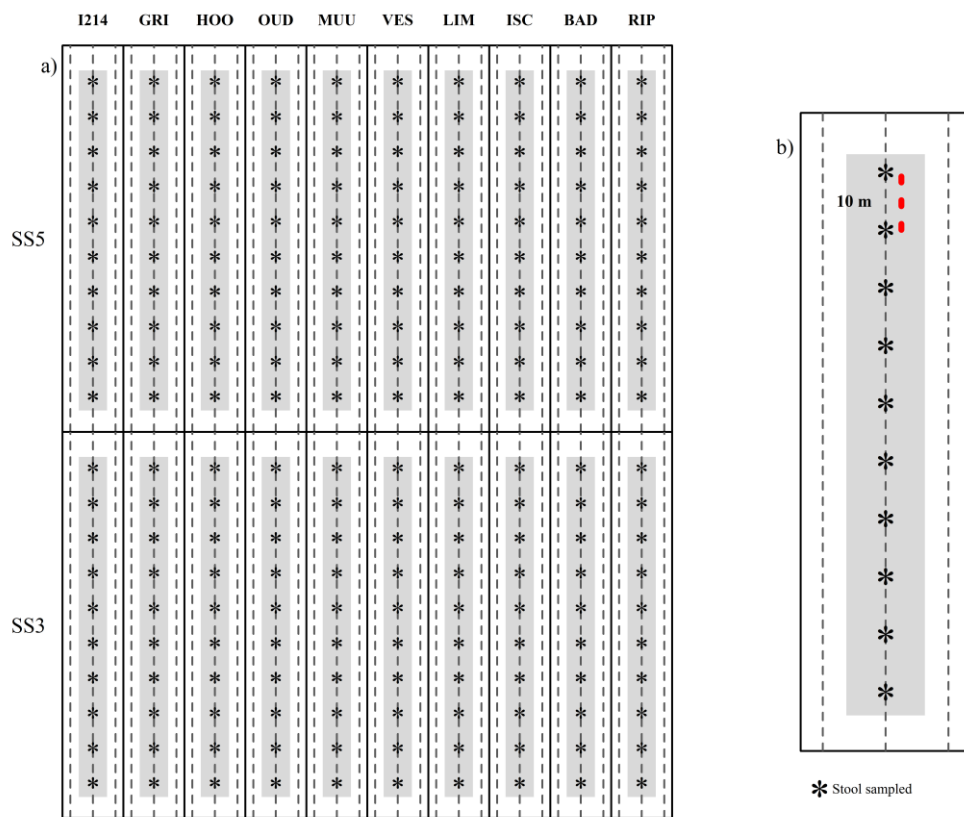 I214 GRI HOO OUD MUU VES LIM ISC BAD RIP
a)
b)
10 m
SS5
SS3
Stool sampled